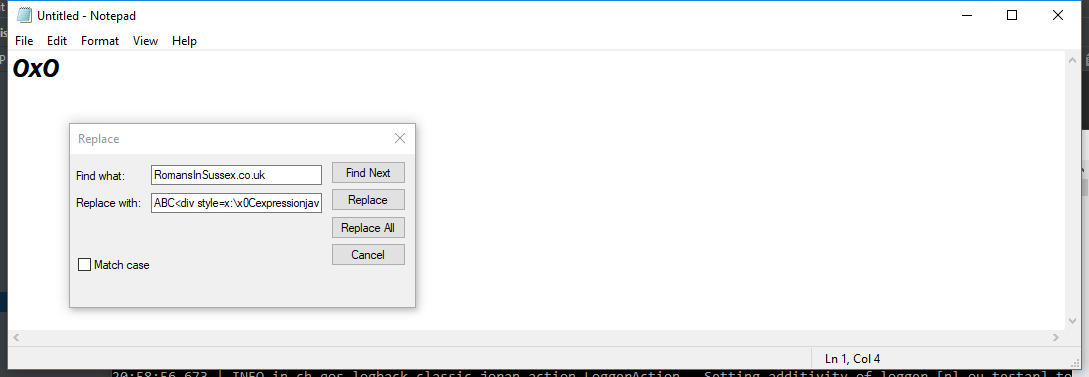 Untitled - Notepad
File Edit Format View Help
0x0
Replace
Find what: RomansInSussex.co.uk Find Next
Replace with: ABC<div style=x:\x0Cexpressionjav Replace
Replace All
Cancel
Match case
Ln 1, Col 4
20:58:56,673 | INFO in ch.qos.logback.classic.joran.action.LoggerAction - Setting additivity of logger [nl.ou.testar] to